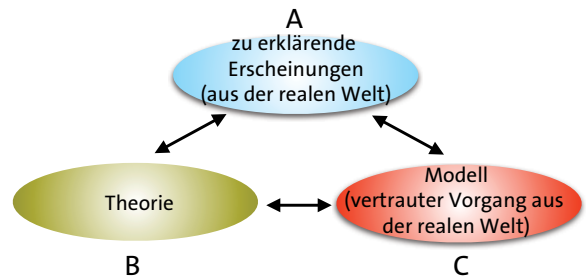 A
zu erklärende
Erscheinungen
(aus der realen Welt)
Theorie
Modell
(vertrauter Vorgang aus
der realen Welt)
B
C